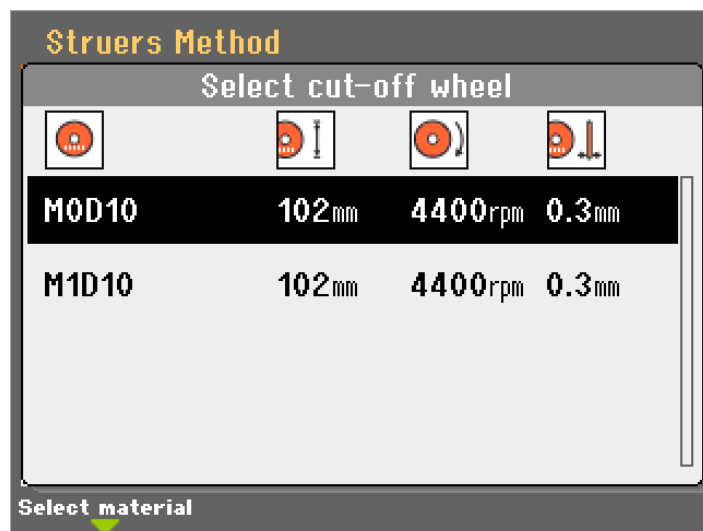 Struers Method
Select cut-off wheel
M0D10 102mm 4400rpm 0.3mm
M1D10 102mm 4400rpm 0.3mm
Select material